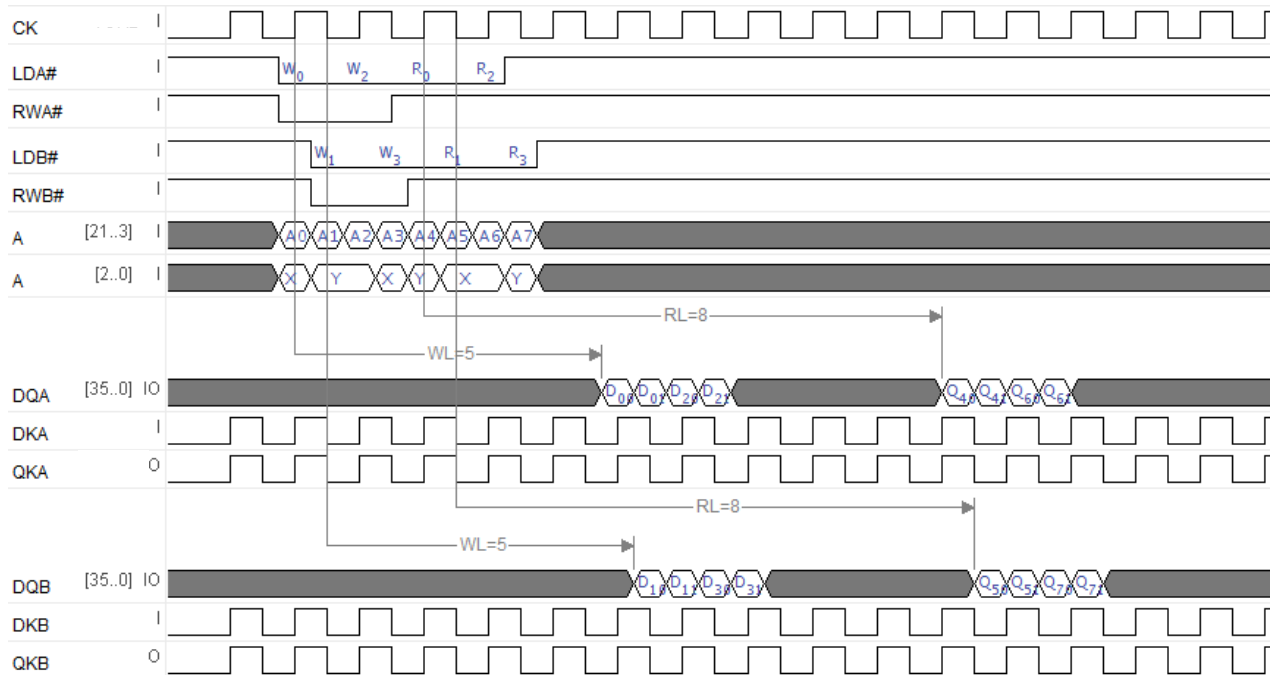 CK I
LDA# I W0 W2 R0 R2
RWA# I
LDB# I W1 W3 R1 R3
RWB# I
A [21..3] I A0 A1 A2 A3 A4 A5 A6 A7
A [2..0] I X Y X Y X Y
RL=8
WL=5
DQA [35..0] IO D00 D01 D20 D21 Q40 Q41 Q60 Q61
DKA I
QKA O
RL=8
WL=5
DQB [35..0] IO D10 D11 D30 D31 Q50 Q51 Q70 Q71
DKB I
QKB O